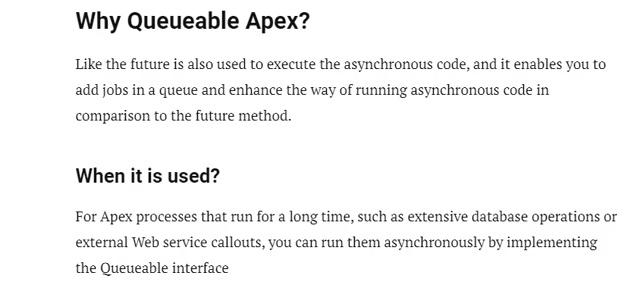 Why Queueable Apex?
Like the future is also used to execute the asynchronous code, and it enables you to
add jobs in a queue and enhance the way of running asynchronous code in
comparison to the future method.
When it is used?
For Apex processes that run for a long time, such as extensive database operations or
external Web service callouts, you can run them asynchronously by implementing
the Queueable interface